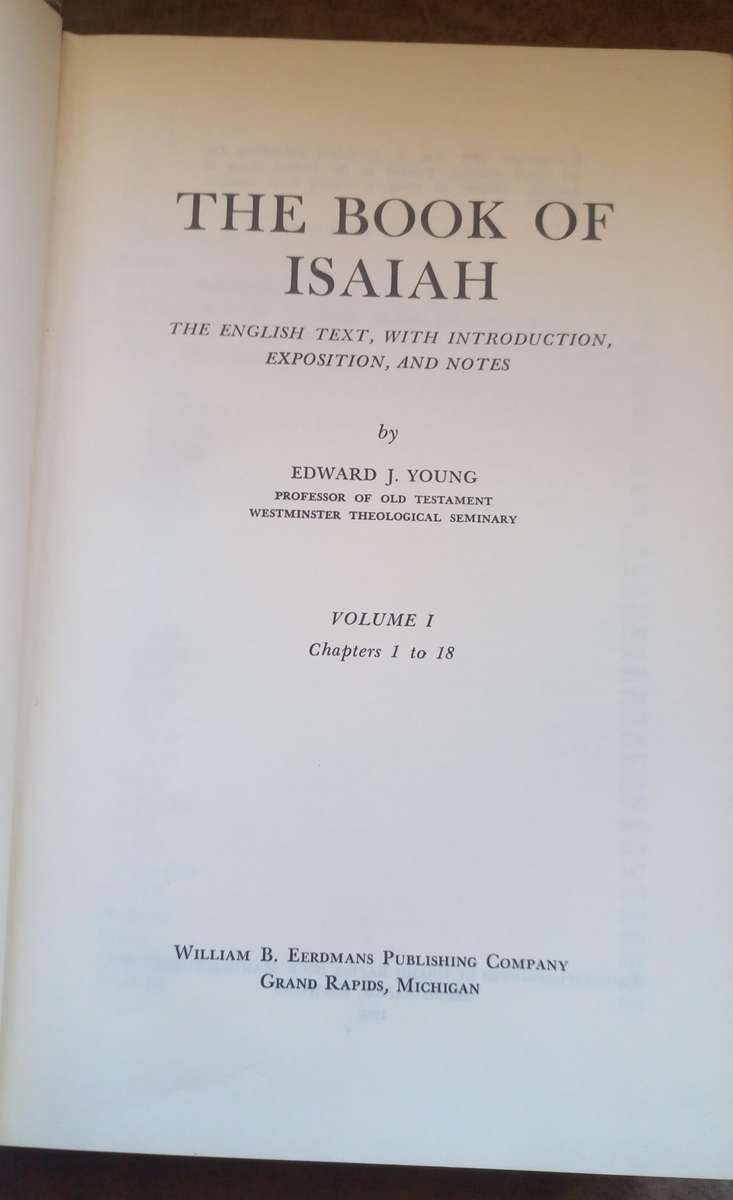 THE BOOK OF
ISAIAH
THE ENGLISH TEXT, WITH INTRODUCTION,
EXPOSITION, AND NOTES
by
EDWARD J. YOUNG
PROFESSOR OF OLD TESTAMENT
WESTMINSTER THEOLOGICAL SEMINARY
VOLUME I
Chapters 1 to 18
WILLIAM B. EERDMANS PUBLISHING COMPANY
GRAND RAPIDS, MICHIGAN